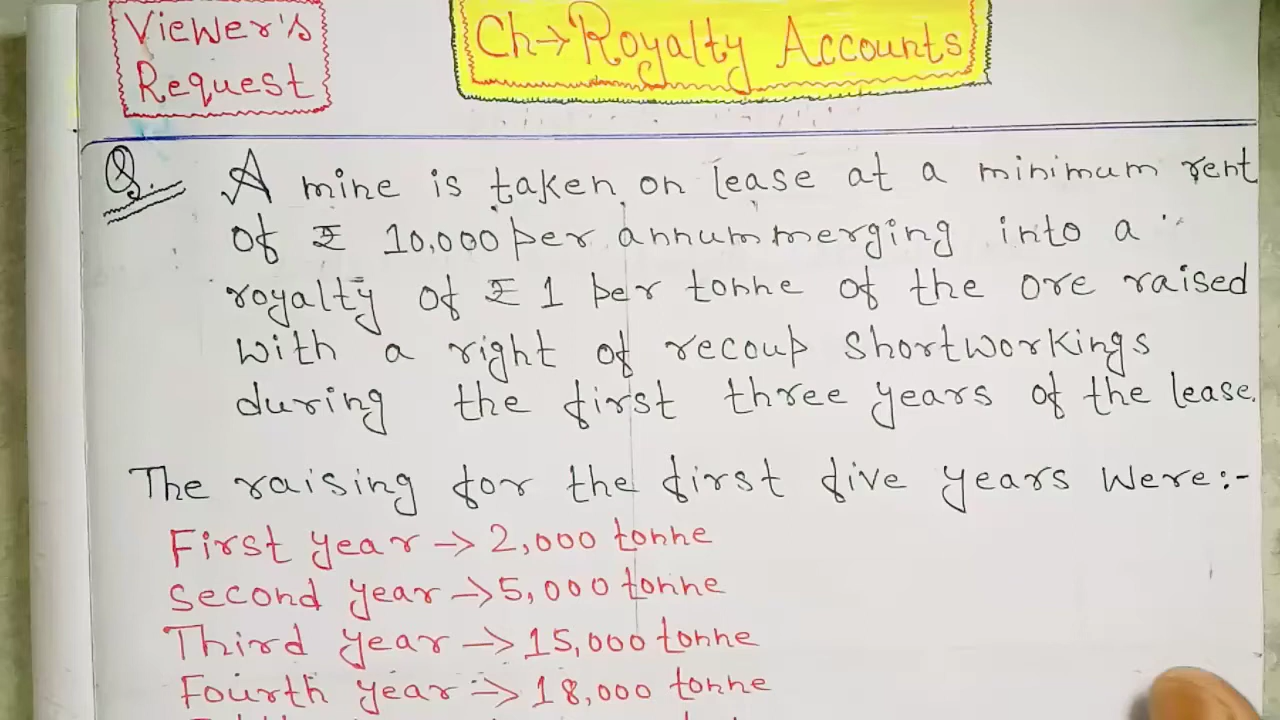 Viewer's
Request
Ch→Royalty Accounts
Q. A mine is taken on lease at a minimum rent
of ₹ 10,000 per annum merging into a
royalty of ₹ 1 per tonne of the ore raised
with a right of recoup shortworkings
during the first three years of the lease.
The raising for the first five years were:-
First year → 2,000 tonne
Second year → 5,000 tonne
Third year → 15,000 tonne
Fourth year → 18,000 tonne